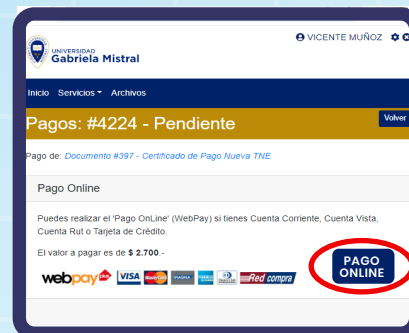 VICENTE MUÑOZ
UNIVERSIDAD
Gabriela Mistral
Inicio Servicios Archivos
Pagos: #4224 - Pendiente
Volver
Pago de: Documento #397 - Certificado de Pago Nueva TNE
Pago Online
Puedes realizar el 'Pago OnLine' (WebPay) si tienes Cuenta Corriente, Cuenta Vista,
Cuenta Rut o Tarjeta de Crédito.
El valor a pagar es de $ 2.700.-
PAGO
ONLINE
webpay VISA MAGNA Red compra